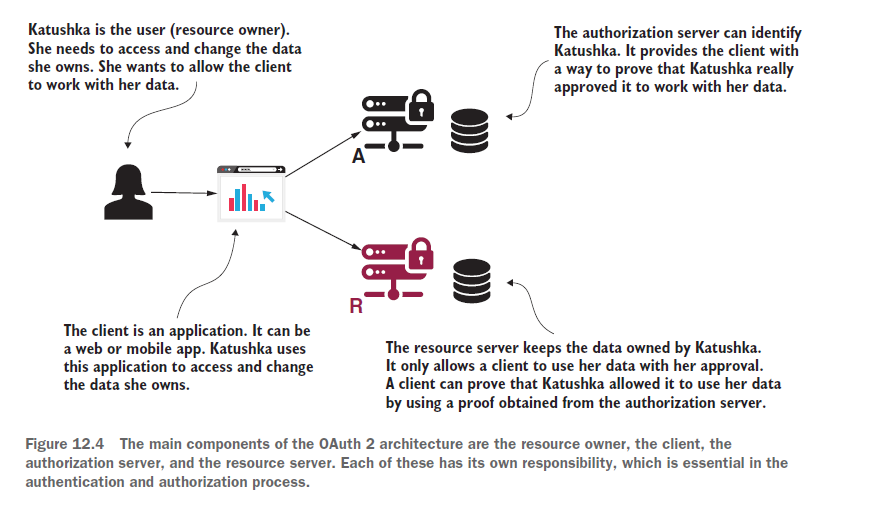 Katushka is the user (resource owner).
She needs to access and change the data
she owns. She wants to allow the client
to work with her data.
The authorization server can identify
Katushka. It provides the client with
a way to prove that Katushka really
approved it to work with her data.
A
R
The client is an application. It can be
a web or mobile app. Katushka uses
this application to access and change
the data she owns.
The resource server keeps the data owned by Katushka.
It only allows a client to use her data with her approval.
A client can prove that Katushka allowed it to use her data
by using a proof obtained from the authorization server.
Figure 12.4 The main components of the OAuth 2 architecture are the resource owner, the client, the
authorization server, and the resource server. Each of these has its own responsibility, which is essential in the
authentication and authorization process.